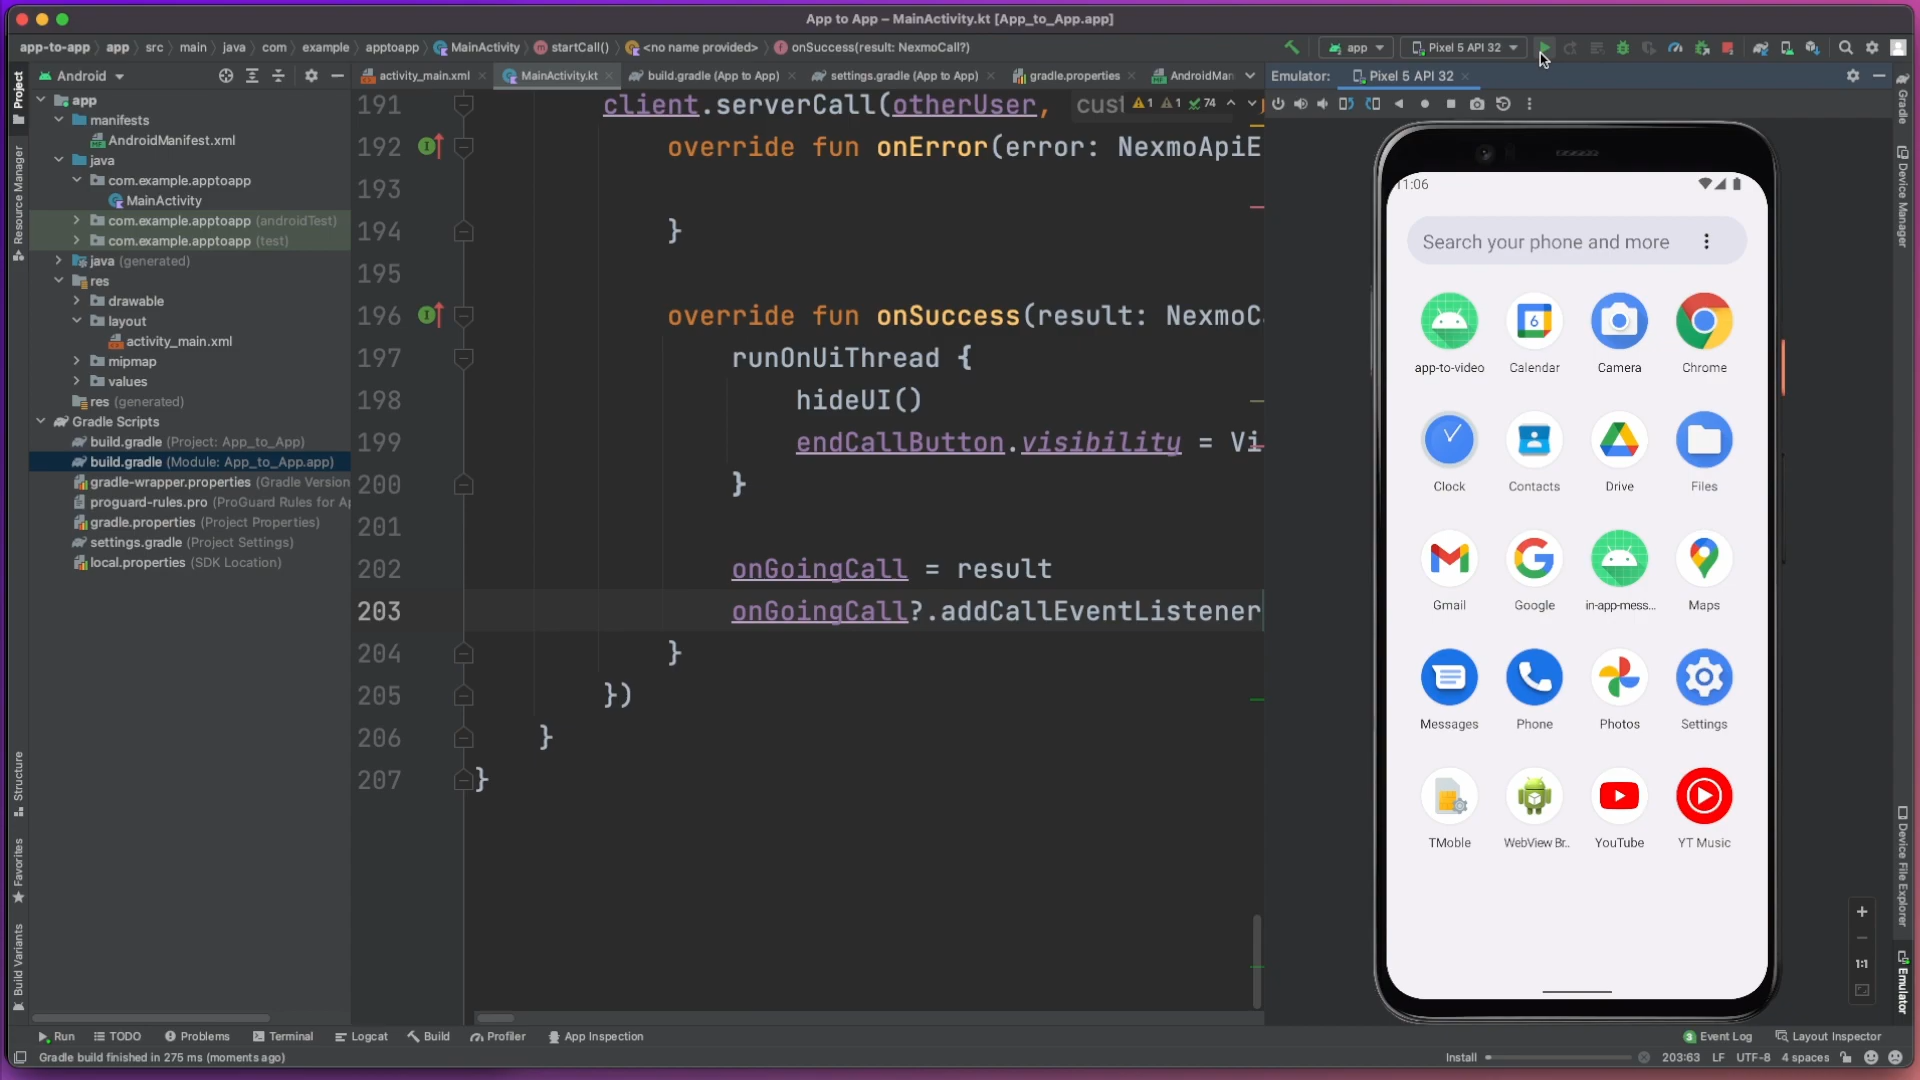 App to App – MainActivity.kt [App_to_App.app]
app-to-app app src main java com example apptoapp MainActivity startCall() <no name provided> onSuccess(result: NexmoCall?)
app Pixel 5 API 32
Project
Android
activity_main.xml MainActivity.kt build.gradle (App to App) settings.gradle (App to App) gradle.properties AndroidMan
Emulator: Pixel 5 API 32
app
manifests
AndroidManifest.xml
java
com.example.apptoapp
MainActivity
com.example.apptoapp (androidTest)
com.example.apptoapp (test)
java (generated)
res
drawable
layout
activity_main.xml
mipmap
values
res (generated)
Gradle Scripts
build.gradle (Project: App_to_App)
build.gradle (Module: App_to_App.app)
gradle-wrapper.properties (Gradle Version
proguard-rules.pro (ProGuard Rules for Ap
gradle.properties (Project Properties)
settings.gradle (Project Settings)
local.properties (SDK Location)
Resource Manager
Structure
Favorites
Build Variants
191 client.serverCall(otherUser, cust
1 1 74
192 override fun onError(error: NexmoApiE
193
194 }
195
196 override fun onSuccess(result: NexmoCa
197 runOnUiThread {
198 hideUI()
199 endCallButton.visibility = Vi
200 }
201
202 onGoingCall = result
203 onGoingCall?.addCallEventListener
204 }
205 })
206 }
207 }
11:06
Search your phone and more
app-to-video Calendar Camera Chrome
6
Clock Contacts Drive Files
Gmail Google in-app-mess... Maps
Messages Phone Photos Settings
TMoble WebView Br.. YouTube YT Music
1:1
Gradle
Device Manager
Device File Explorer
Emulator
Run TODO Problems Terminal Logcat Build Profiler App Inspection
3 Event Log Layout Inspector
Gradle build finished in 275 ms (moments ago)
Install 203:63 LF UTF-8 4 spaces